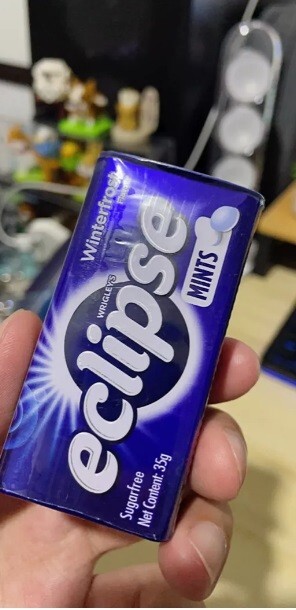 Winterfrost
WRIGLEY'S
eclipse
MINTS
Sugarfree
Net Content: 35g